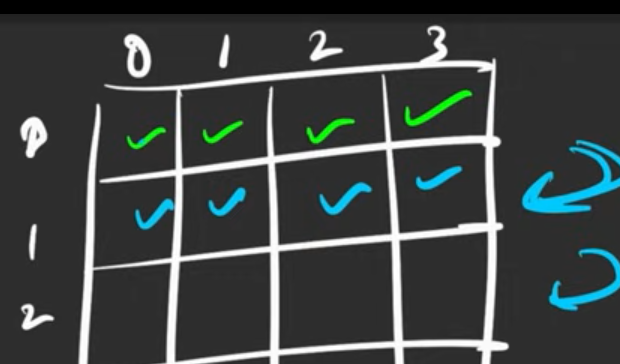 0 1 2 3
0 ✓ ✓ ✓ ✓
1 ✓ ✓ ✓ ✓
2